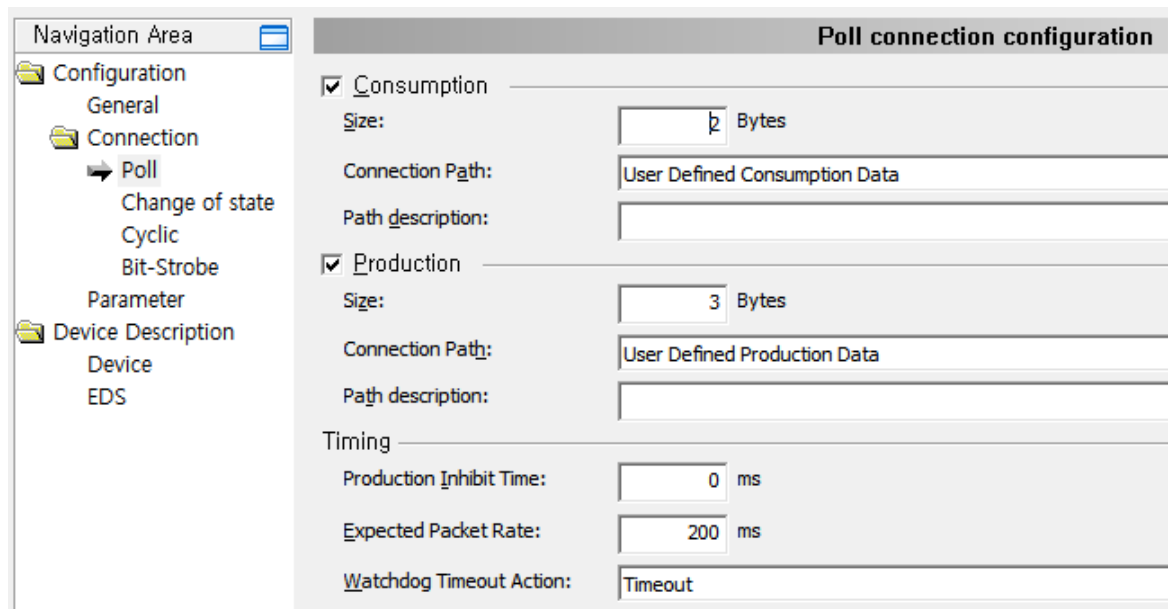 Navigation Area
Configuration
General
Connection
Poll
Change of state
Cyclic
Bit-Strobe
Parameter
Device Description
Device
EDS
Poll connection configuration
Consumption
Size: 2 Bytes
Connection Path: User Defined Consumption Data
Path description:
Production
Size: 3 Bytes
Connection Path: User Defined Production Data
Path description:
Timing
Production Inhibit Time: 0 ms
Expected Packet Rate: 200 ms
Watchdog Timeout Action: Timeout